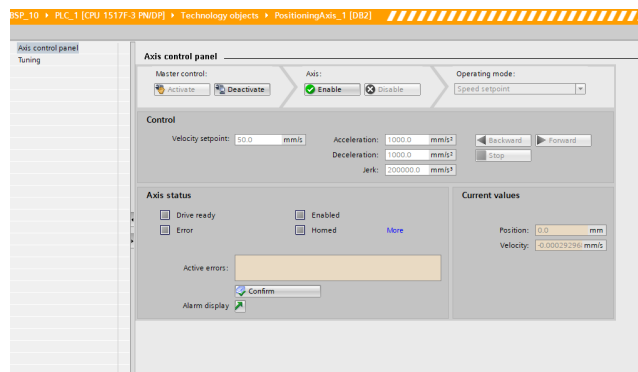 BSP_10 ▸ PLC_1 [CPU 1517F-3 PN/DP] ▸ Technology objects ▸ PositioningAxis_1 [DB2]
Axis control panel
Tuning
Axis control panel
Master control: Axis: Operating mode:
Activate Deactivate Enable Disable Speed setpoint
Control
Velocity setpoint: 50.0 mm/s Acceleration: 1000.0 mm/s² Backward Forward
Deceleration: 1000.0 mm/s² Stop
Jerk: 200000.0 mm/s³
Axis status Current values
Drive ready Enabled
Error Homed More Position: 0.0 mm
Velocity: -0.00029296 mm/s
Active errors:
Confirm
Alarm display